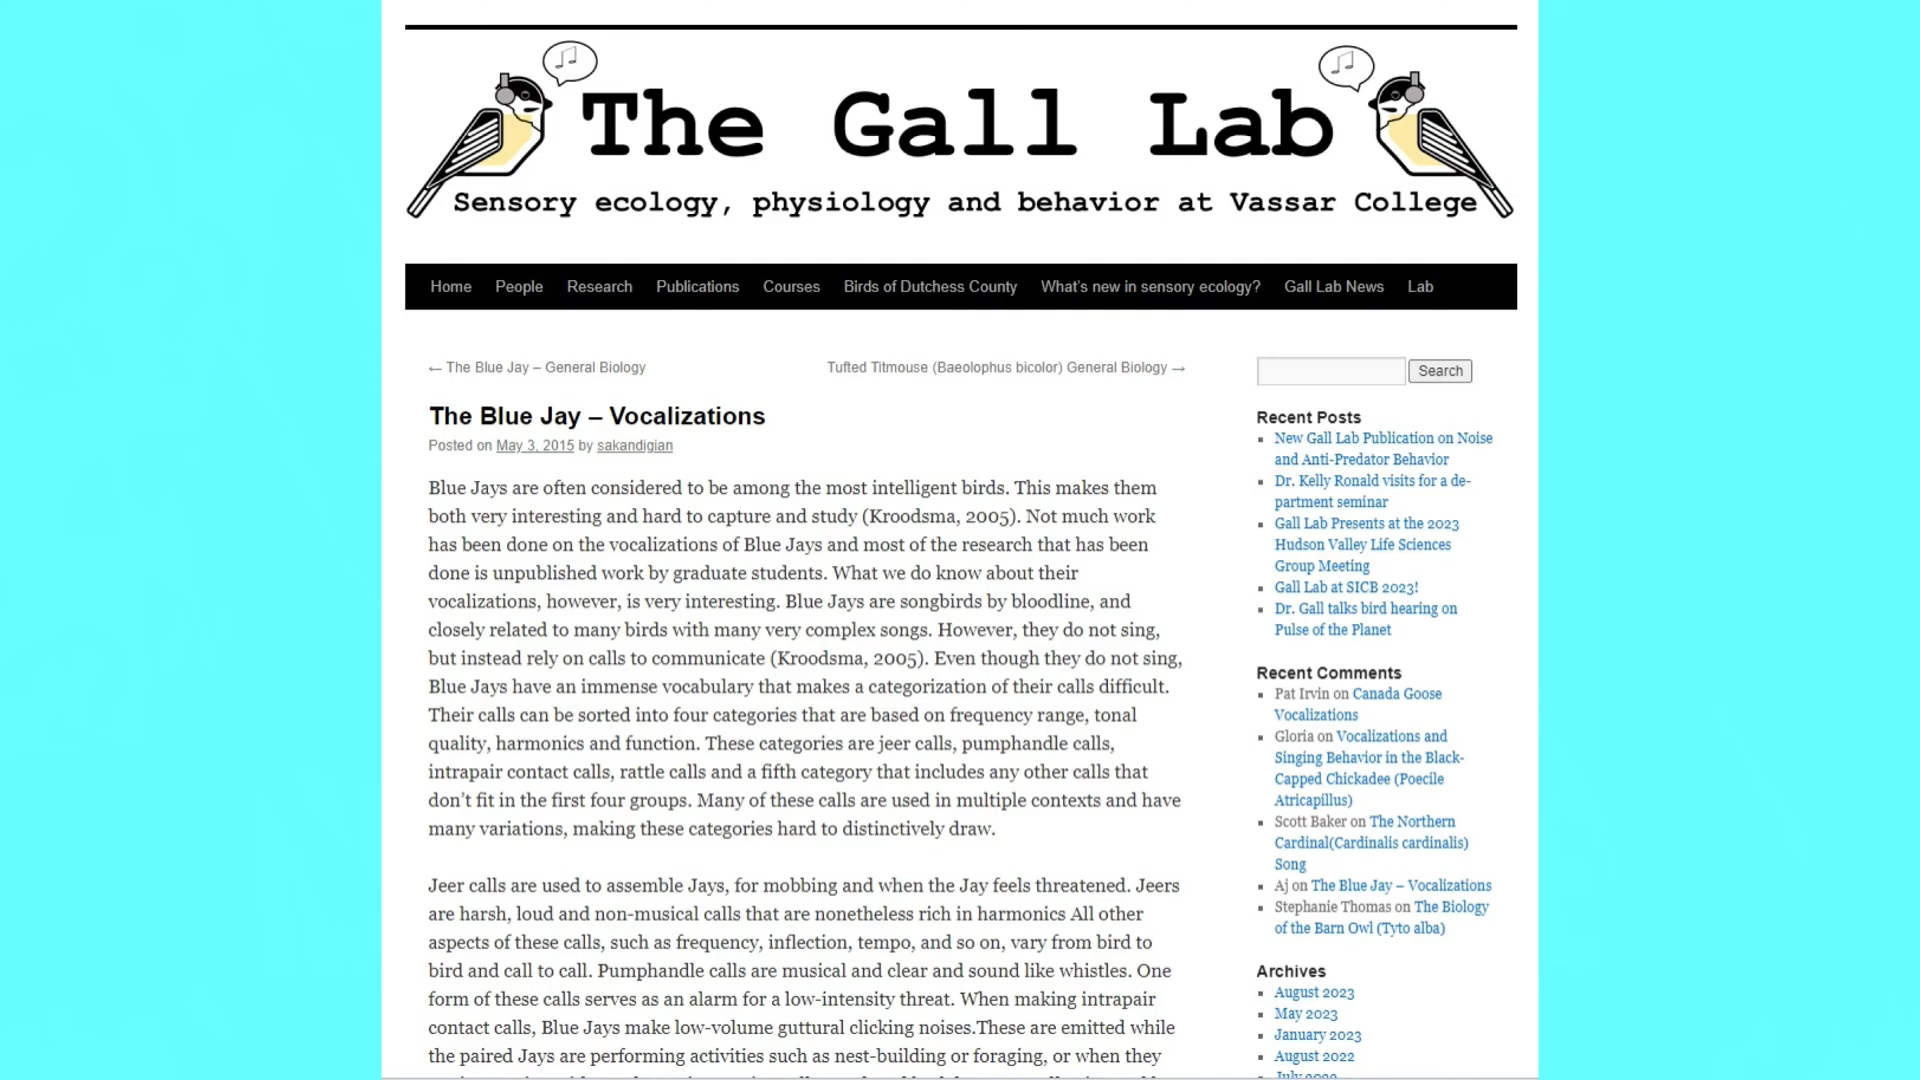 The Gall Lab
Sensory ecology, physiology and behavior at Vassar College
Home People Research Publications Courses Birds of Dutchess County What's new in sensory ecology? Gall Lab News Lab
← The Blue Jay – General Biology
Tufted Titmouse (Baeolophus bicolor) General Biology →
The Blue Jay – Vocalizations
Posted on May 3, 2015 by sakandigian
Blue Jays are often considered to be among the most intelligent birds. This makes them
both very interesting and hard to capture and study (Kroodsma, 2005). Not much work
has been done on the vocalizations of Blue Jays and most of the research that has been
done is unpublished work by graduate students. What we do know about their
vocalizations, however, is very interesting. Blue Jays are songbirds by bloodline, and
closely related to many birds with many very complex songs. However, they do not sing,
but instead rely on calls to communicate (Kroodsma, 2005). Even though they do not sing,
Blue Jays have an immense vocabulary that makes a categorization of their calls difficult.
Their calls can be sorted into four categories that are based on frequency range, tonal
quality, harmonics and function. These categories are jeer calls, pumphandle calls,
intrapair contact calls, rattle calls and a fifth category that includes any other calls that
don't fit in the first four groups. Many of these calls are used in multiple contexts and have
many variations, making these categories hard to distinctively draw.
Jeer calls are used to assemble Jays, for mobbing and when the Jay feels threatened. Jeers
are harsh, loud and non-musical calls that are nonetheless rich in harmonics All other
aspects of these calls, such as frequency, inflection, tempo, and so on, vary from bird to
bird and call to call. Pumphandle calls are musical and clear and sound like whistles. One
form of these calls serves as an alarm for a low-intensity threat. When making intrapair
contact calls, Blue Jays make low-volume guttural clicking noises.These are emitted while
the paired Jays are performing activities such as nest-building or foraging, or when they
Search
Recent Posts
New Gall Lab Publication on Noise
and Anti-Predator Behavior
Dr. Kelly Ronald visits for a de-
partment seminar
Gall Lab Presents at the 2023
Hudson Valley Life Sciences
Group Meeting
Gall Lab at SICB 2023!
Dr. Gall talks bird hearing on
Pulse of the Planet
Recent Comments
Pat Irvin on Canada Goose
Vocalizations
Gloria on Vocalizations and
Singing Behavior in the Black-
Capped Chickadee (Poecile
Atricapillus)
Scott Baker on The Northern
Cardinal(Cardinalis cardinalis)
Song
Aj on The Blue Jay – Vocalizations
Stephanie Thomas on The Biology
of the Barn Owl (Tyto alba)
Archives
August 2023
May 2023
January 2023
August 2022